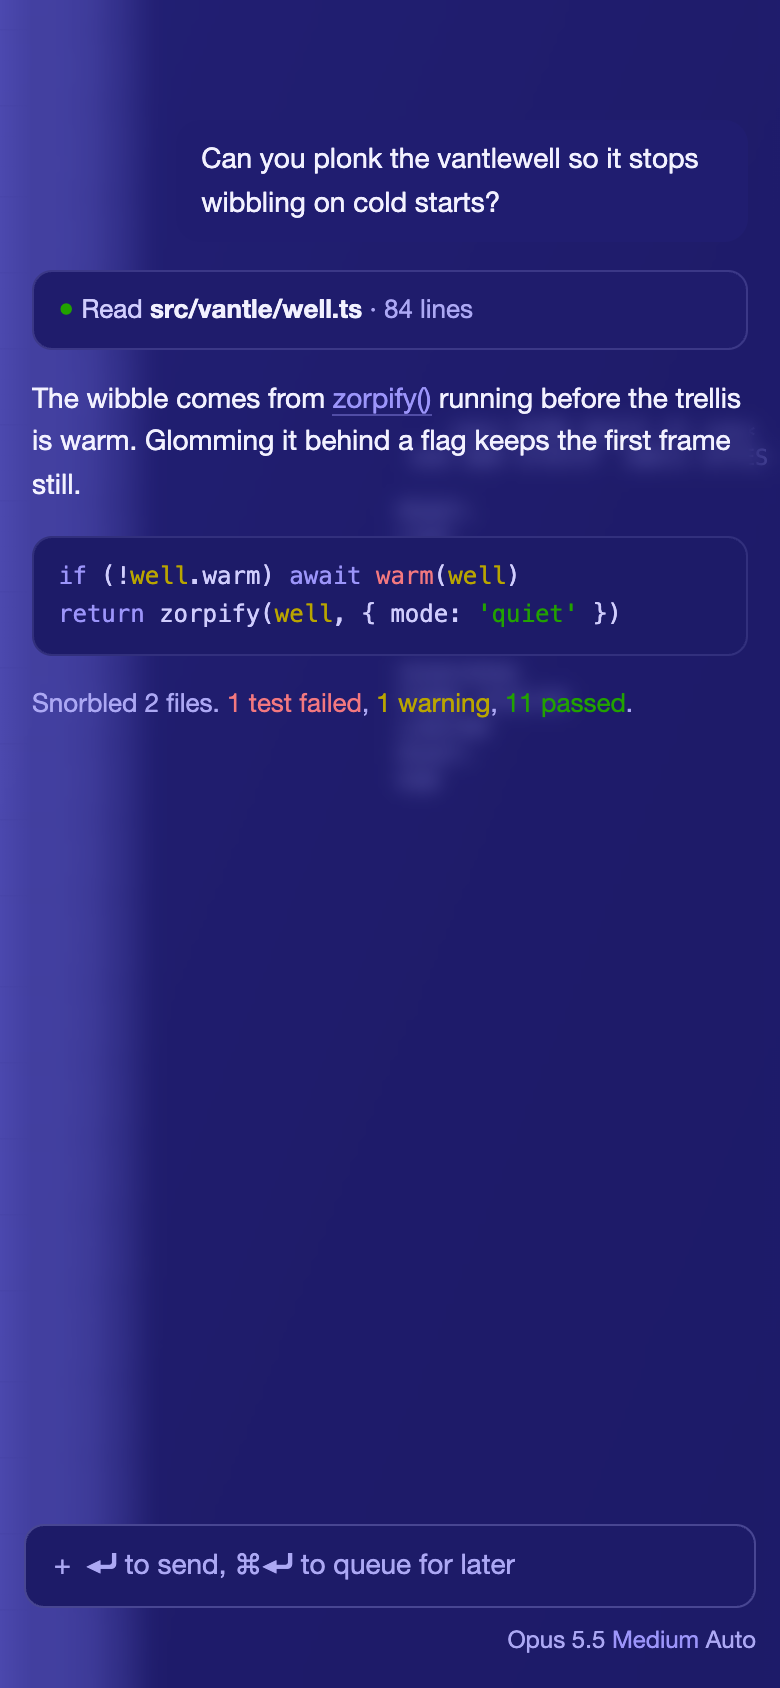 Can you plonk the vantlewell so it stops
wibbling on cold starts?
Read src/vantle/well.ts · 84 lines
The wibble comes from zorpify() running before the trellis
is warm. Glomming it behind a flag keeps the first frame
still.
if (!well.warm) await warm(well)
return zorpify(well, { mode: 'quiet' })
Snorbled 2 files. 1 test failed, 1 warning, 11 passed.
+ ↵ to send, ⌘↵ to queue for later
Opus 5.5 Medium Auto